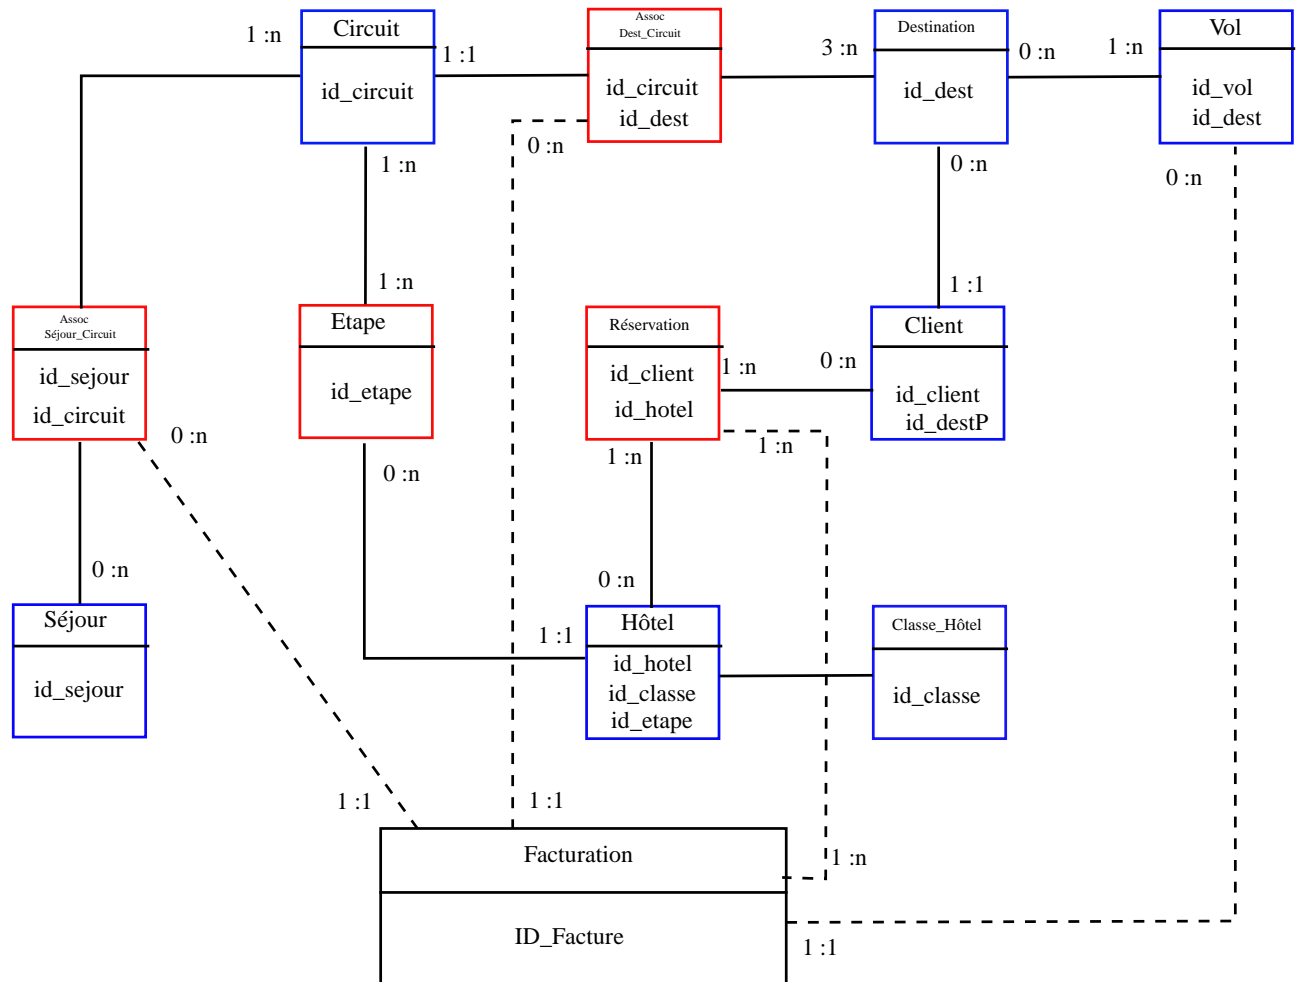 Circuit
id_circuit
Assoc
Dest_Circuit
id_circuit
id_dest
Destination
id_dest
Vol
id_vol
id_dest
1 :n
1 :1
3 :n
0 :n
1 :n
0 :n
1 :n
0 :n
0 :n
1 :n
1 :1
Assoc
Séjour_Circuit
id_sejour
id_circuit
Etape
id_etape
Réservation
id_client
id_hotel
Client
id_client
id_destP
1 :n
0 :n
0 :n
0 :n
1 :n
1 :n
0 :n
0 :n
1 :1
Séjour
id_sejour
Hôtel
id_hotel
id_classe
id_etape
Classe_Hôtel
id_classe
1 :1
1 :1
1 :n
1 :1
Facturation
ID_Facture